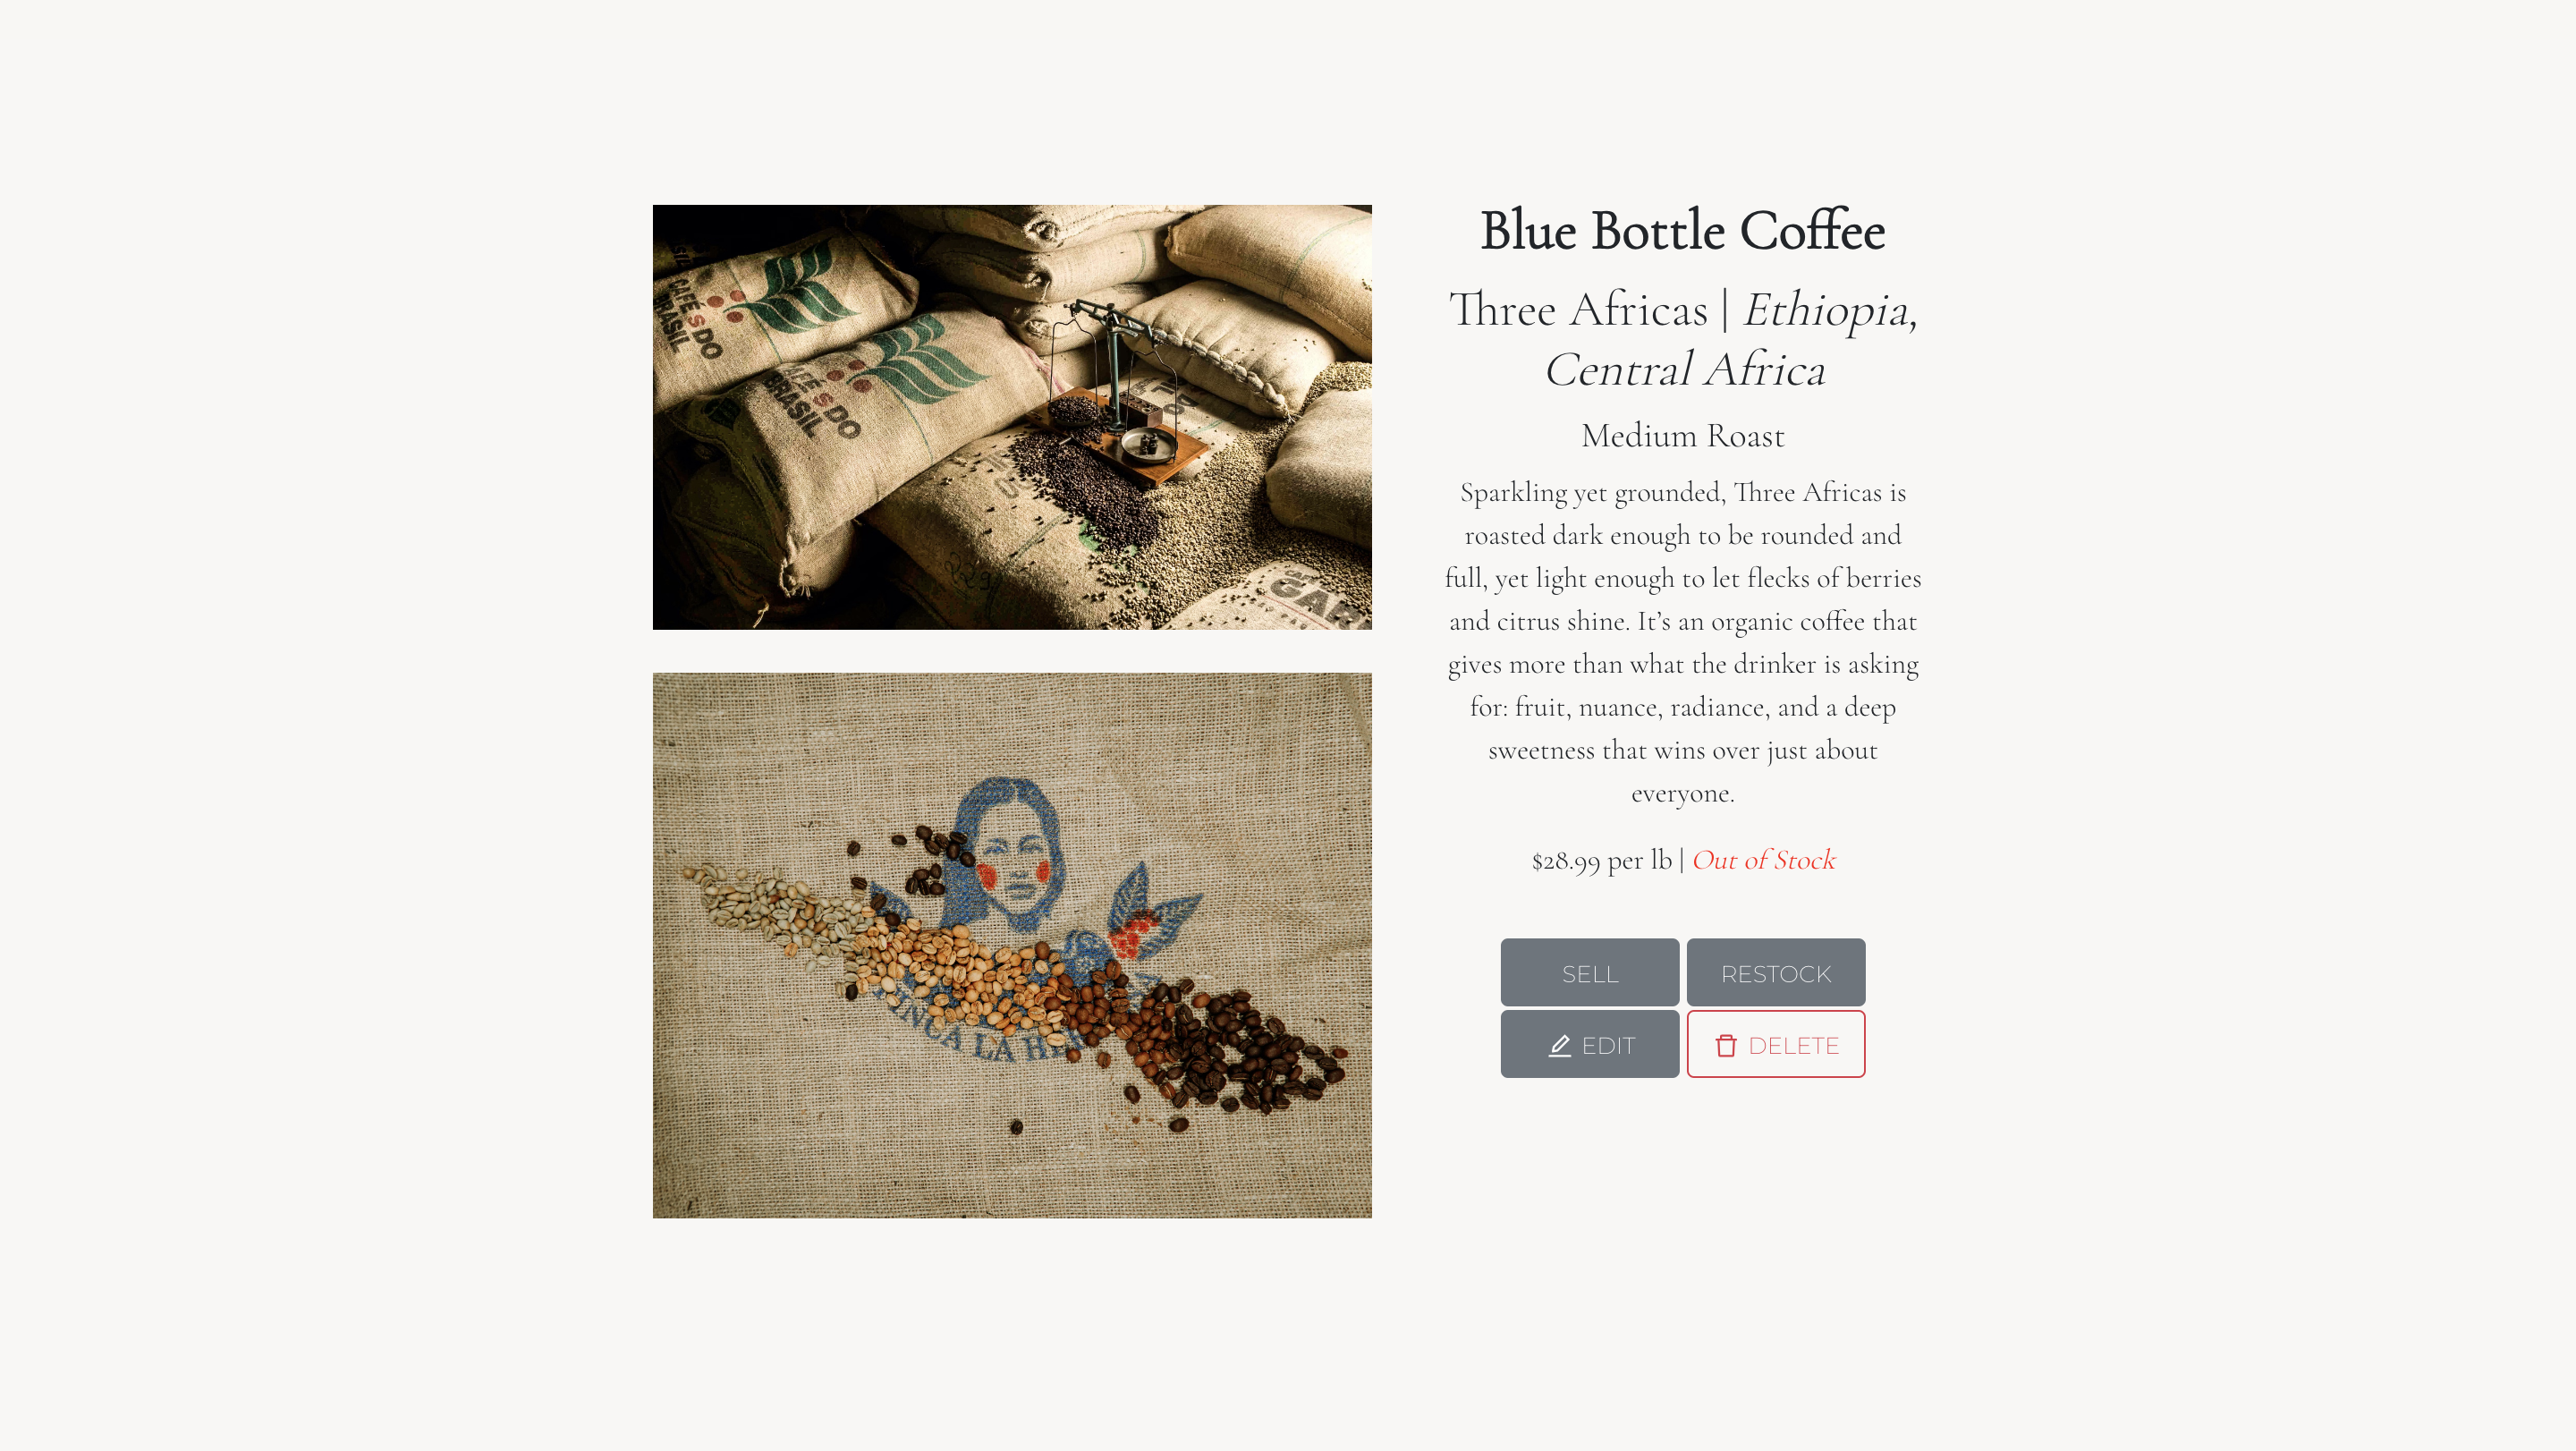 CAFÉS DO
BRASIL
CAFÉS DO
BRASIL
Blue Bottle Coffee
Three Africas | Ethiopia,
Central Africa
Medium Roast
Sparkling yet grounded, Three Africas is
roasted dark enough to be rounded and
full, yet light enough to let flecks of berries
and citrus shine. It’s an organic coffee that
gives more than what the drinker is asking
for: fruit, nuance, radiance, and a deep
sweetness that wins over just about
everyone.
$28.99 per lb | Out of Stock
SELL RESTOCK
EDIT DELETE
LA